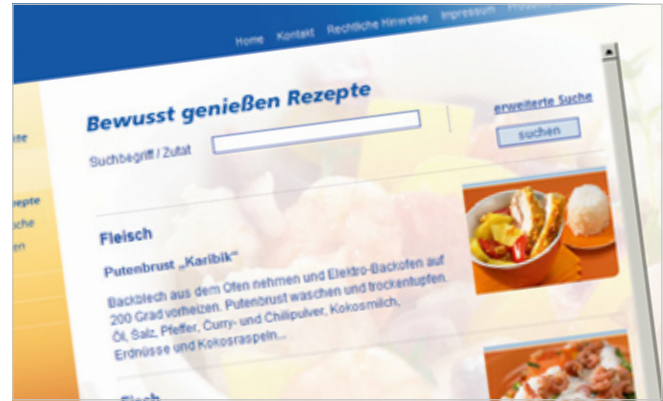 Home Kontakt Rechtliche Hinweise Impressum
Bewusst genießen Rezepte
Suchbegriff / Zutat
erweiterte Suche
suchen
Fleisch
Putenbrust „Karibik“
Backblech aus dem Ofen nehmen und Elektro-Backofen auf
200 Grad vorheizen. Putenbrust waschen und trockentupfen.
Öl, Salz, Pfeffer, Curry- und Chilipulver, Kokosmilch,
Erdnüsse und Kokosraspeln...
Fisch